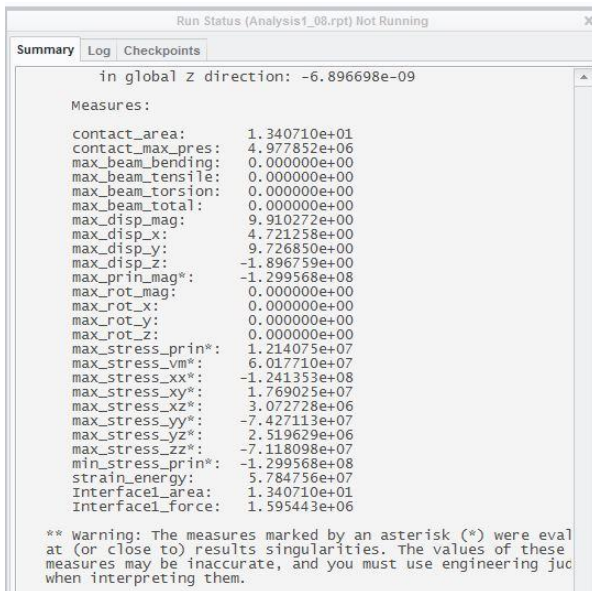 Run Status (Analysis1_08.rpt) Not Running x
Summary Log Checkpoints
in global Z direction: -6.896698e-09
Measures:
contact_area: 1.340710e+01
contact_max_pres: 4.977852e+06
max_beam_bending: 0.000000e+00
max_beam_tensile: 0.000000e+00
max_beam_torsion: 0.000000e+00
max_beam_total: 0.000000e+00
max_disp_mag: 9.910272e+00
max_disp_x: 4.721258e+00
max_disp_y: 9.726850e+00
max_disp_z: -1.896759e+00
max_prin_mag*: -1.299568e+08
max_rot_mag: 0.000000e+00
max_rot_x: 0.000000e+00
max_rot_y: 0.000000e+00
max_rot_z: 0.000000e+00
max_stress_prin*: 1.214075e+07
max_stress_vm*: 6.017710e+07
max_stress_xx*: -1.241353e+08
max_stress_xy*: 1.769025e+07
max_stress_xz*: 3.072728e+06
max_stress_yy*: -7.427113e+07
max_stress_yz*: 2.519629e+06
max_stress_zz*: -7.118098e+07
min_stress_prin*: -1.299568e+08
strain_energy: 5.784756e+07
Interface1_area: 1.340710e+01
Interface1_force: 1.595443e+06
** Warning: The measures marked by an asterisk (*) were eval
at (or close to) results singularities. The values of these
measures may be inaccurate, and you must use engineering jud
when interpreting them.